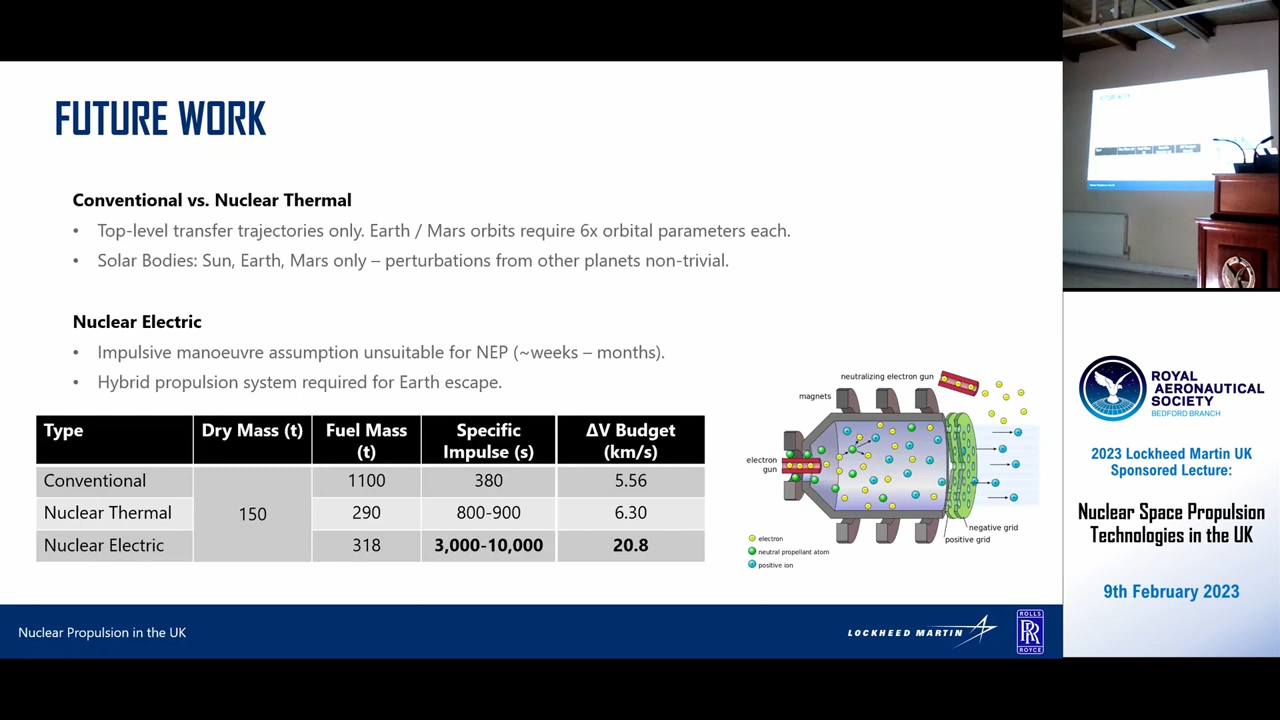 FUTURE WORK
Conventional vs. Nuclear Thermal
• Top-level transfer trajectories only. Earth / Mars orbits require 6x orbital parameters each.
• Solar Bodies: Sun, Earth, Mars only – perturbations from other planets non-trivial.
Nuclear Electric
• Impulsive manoeuvre assumption unsuitable for NEP (~weeks – months).
• Hybrid propulsion system required for Earth escape.
Type Dry Mass (t) Fuel Mass (t) Specific Impulse (s) ΔV Budget (km/s)
Conventional 150 1100 380 5.56
Nuclear Thermal 290 800-900 6.30
Nuclear Electric 318 3,000-10,000 20.8
neutralizing electron gun
magnets
electron
gun
negative grid
positive grid
electron
neutral propellant atom
positive ion
Nuclear Propulsion in the UK
LOCKHEED MARTIN
ROLLS
RR
ROYCE
ROYAL
AERONAUTICAL
SOCIETY
BEDFORD BRANCH
2023 Lockheed Martin UK
Sponsored Lecture:
Nuclear Space Propulsion
Technologies in the UK
9th February 2023